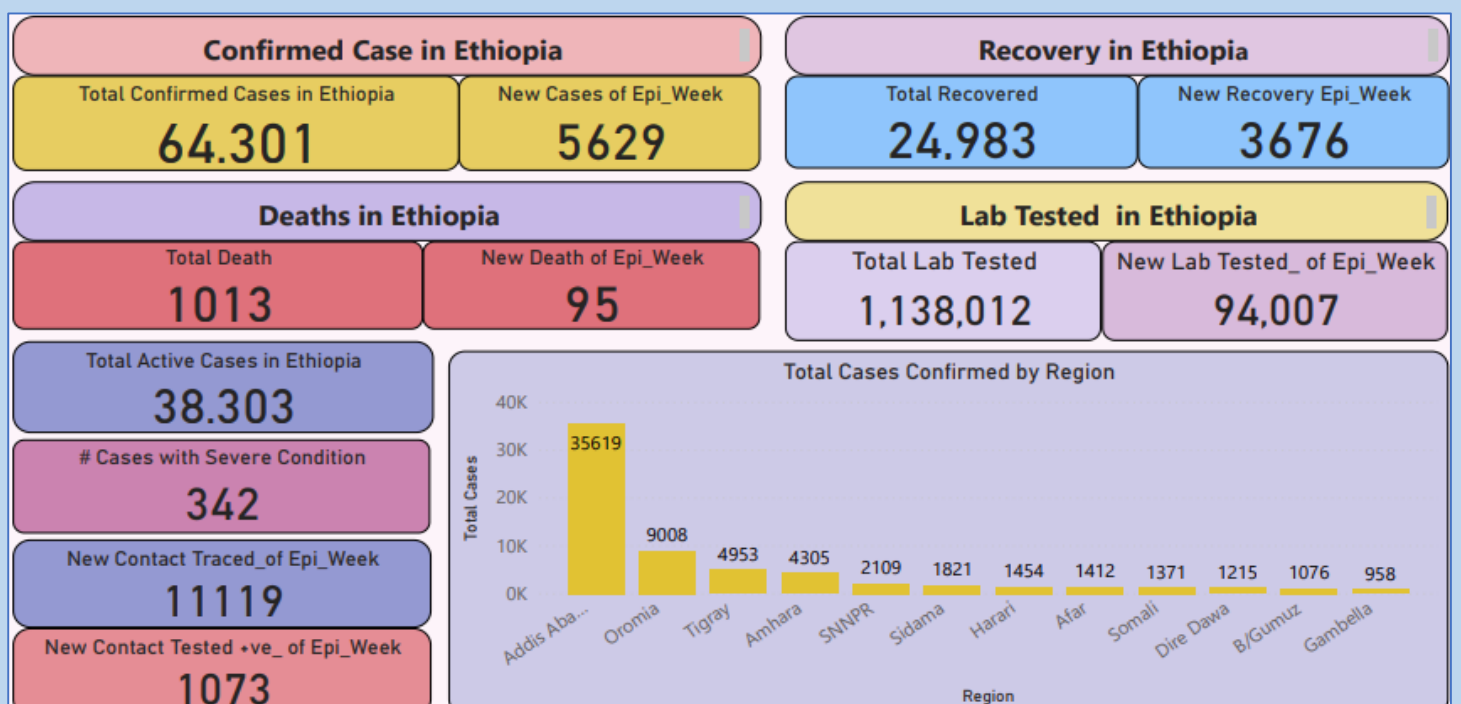 Confirmed Case in Ethiopia
Total Confirmed Cases in Ethiopia
64.301
New Cases of Epi_Week
5629
Recovery in Ethiopia
Total Recovered
24,983
New Recovery Epi_Week
3676
Deaths in Ethiopia
Total Death
1013
New Death of Epi_Week
95
Lab Tested in Ethiopia
Total Lab Tested
1,138,012
New Lab Tested_ of Epi_Week
94,007
Total Active Cases in Ethiopia
38.303
# Cases with Severe Condition
342
New Contact Traced_of Epi_Week
11119
New Contact Tested +ve_ of Epi_Week
1073
Total Cases Confirmed by Region
Total Cases
40K
30K
20K
10K
0K
35619
9008
4953
4305
2109
1821
1454
1412
1371
1215
1076
958
Addis Aba...
Oromia
Tigray
Amhara
SNNPR
Sidama
Harari
Afar
Somali
Dire Dawa
B/Gumuz
Gambella
Region